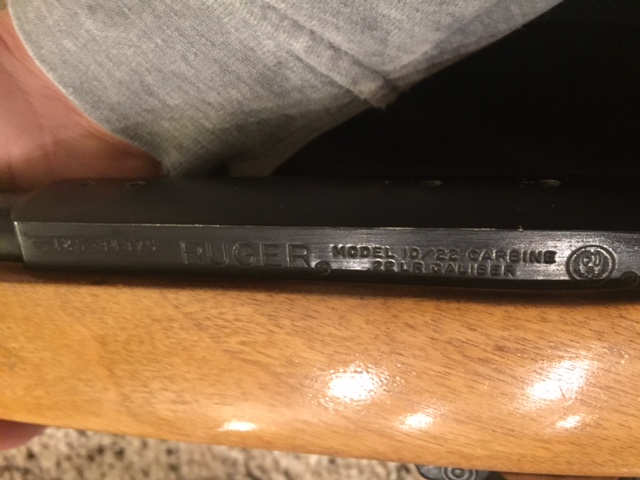 RUGER
MODEL 10/22 CARBINE
.22 LR CALIBER